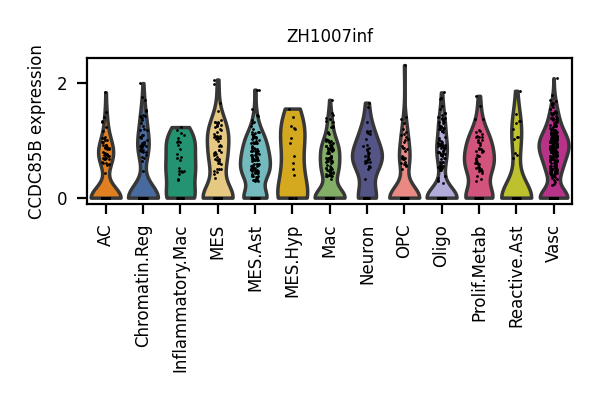 ZH1007inf
CCDC85B expression
2
0
AC
Chromatin.Reg
Inflammatory.Mac
MES
MES.Ast
MES.Hyp
Mac
Neuron
OPC
Oligo
Prolif.Metab
Reactive.Ast
Vasc